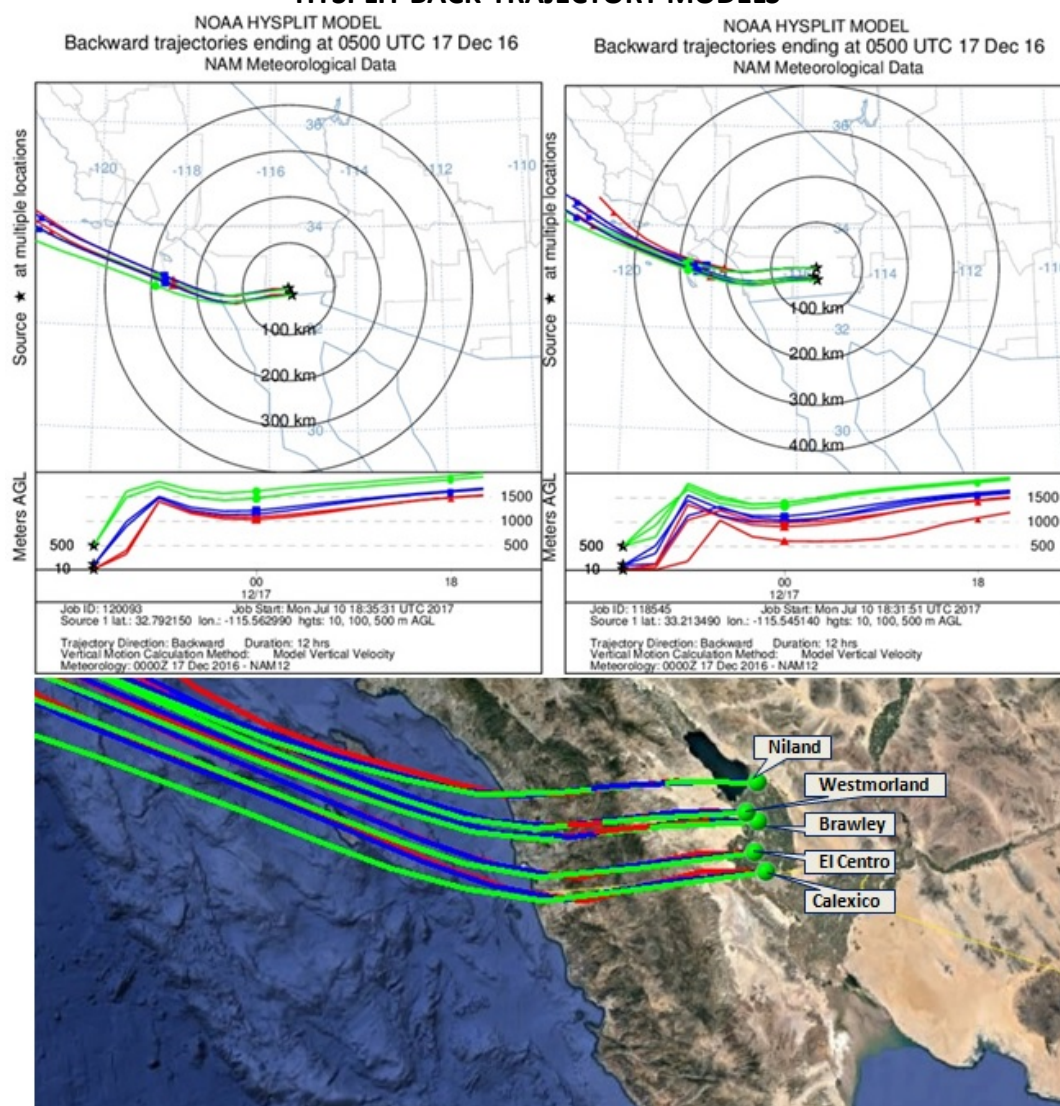 HYSPLIT BACK TRAJECTORY MODELS
NOAA HYSPLIT MODEL
Backward trajectories ending at 0500 UTC 17 Dec 16
NAM Meteorological Data
Source ★ at multiple locations
36
-120
-118
-116
-114
-112
-110
34
32
30
100 km
200 km
300 km
Meters AGL
1500
1000
500
500
10
00
18
12/17
Job ID: 120093 Job Start: Mon Jul 10 18:35:31 UTC 2017
Source 1 lat.: 32.792150 lon.: -115.562990 hgts: 10, 100, 500 m AGL
Trajectory Direction: Backward Duration: 12 hrs
Vertical Motion Calculation Method: Model Vertical Velocity
Meteorology: 0000Z 17 Dec 2016 - NAM12
NOAA HYSPLIT MODEL
Backward trajectories ending at 0500 UTC 17 Dec 16
NAM Meteorological Data
Source ★ at multiple locations
36
34
-120
-114
-112
32
30
100 km
200 km
300 km
400 km
Meters AGL
1500
1000
500
500
10
00
18
12/17
Job ID: 118545 Job Start: Mon Jul 10 18:31:51 UTC 2017
Source 1 lat.: 33.213490 lon.: -115.545140 hgts: 10, 100, 500 m AGL
Trajectory Direction: Backward Duration: 12 hrs
Vertical Motion Calculation Method: Model Vertical Velocity
Meteorology: 0000Z 17 Dec 2016 - NAM12
Niland
Westmorland
Brawley
El Centro
Calexico